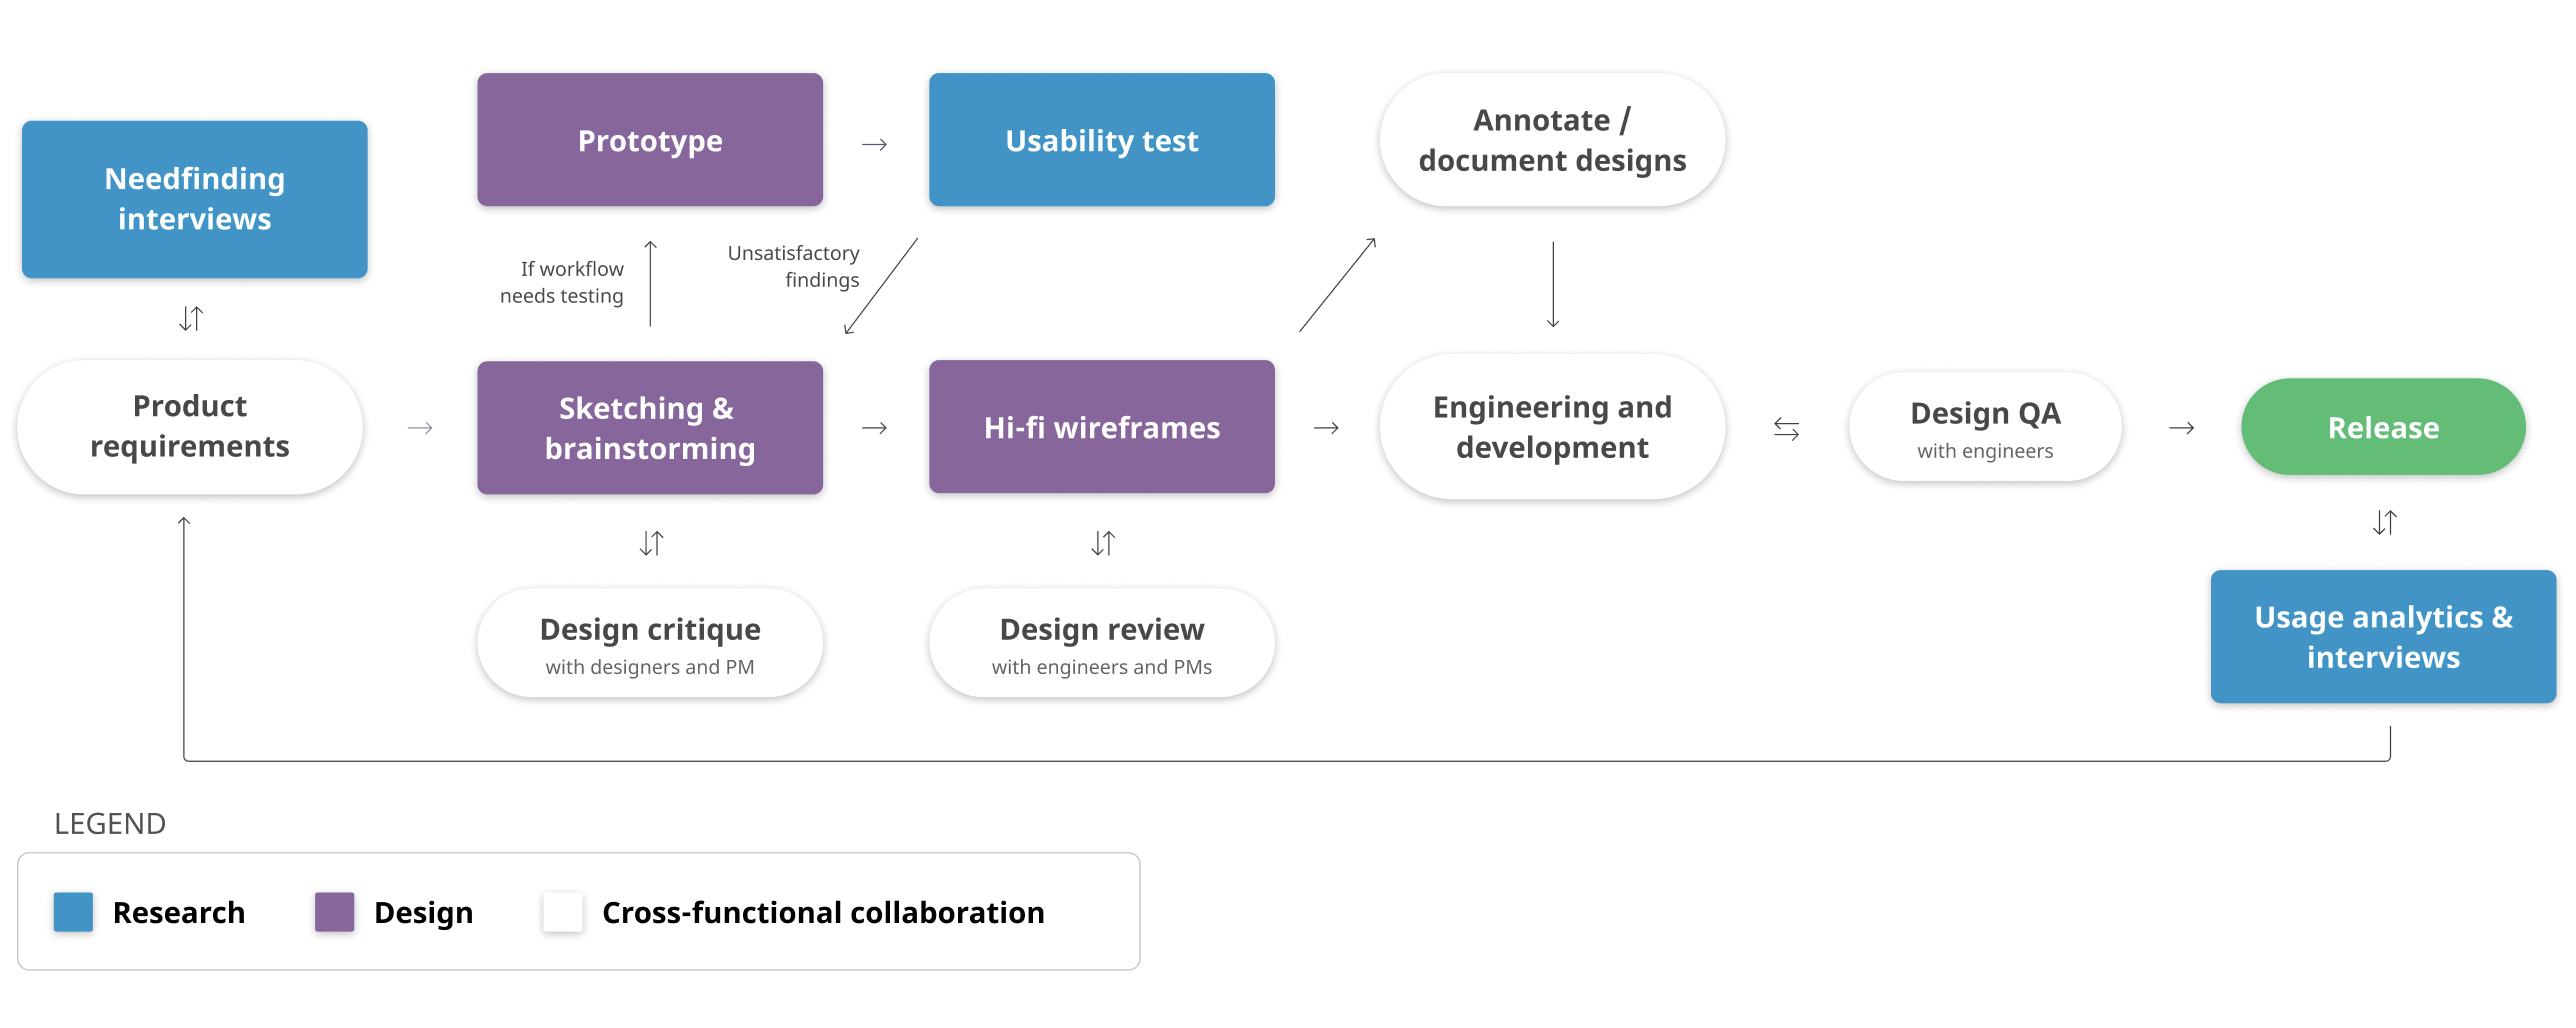 Needfinding
interviews
Prototype
Usability test
Annotate /
document designs
If workflow
needs testing
Unsatisfactory
findings
Product
requirements
Sketching &
brainstorming
Hi-fi wireframes
Engineering and
development
Design QA
with engineers
Release
Design critique
with designers and PM
Design review
with engineers and PMs
Usage analytics &
interviews
LEGEND
Research
Design
Cross-functional collaboration